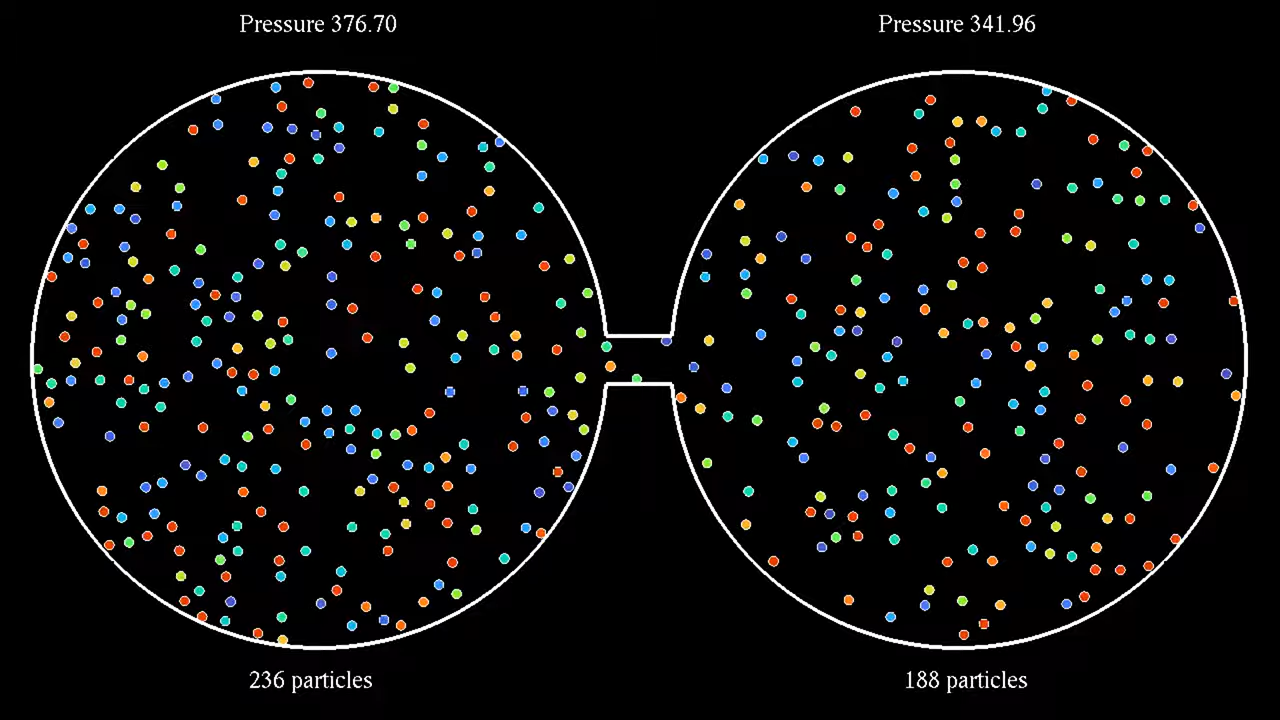 Pressure 376.70
Pressure 341.96
236 particles
188 particles